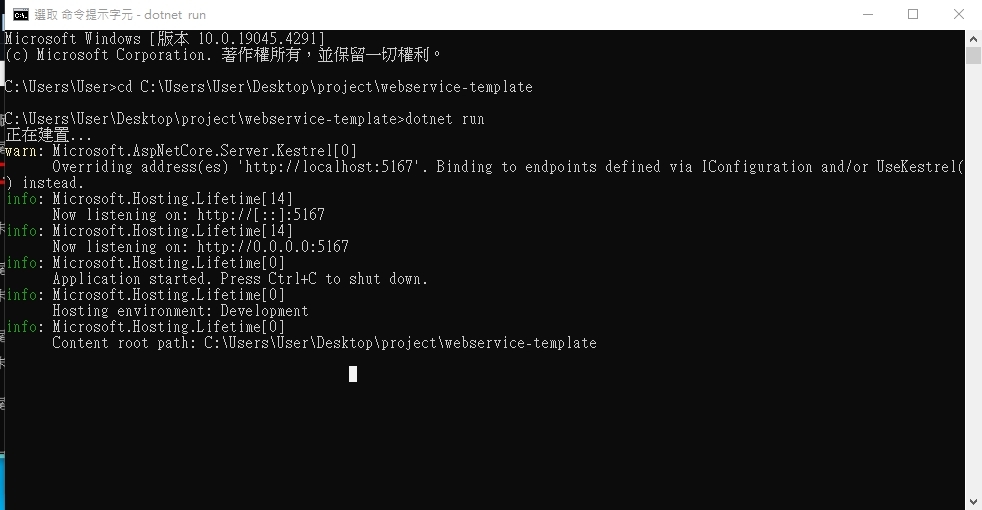 選取 命令提示字元 - dotnet run
Microsoft Windows [版本 10.0.19045.4291]
(c) Microsoft Corporation. 著作權所有，並保留一切權利。
C:\Users\User>cd C:\Users\User\Desktop\project\webservice-template
C:\Users\User\Desktop\project\webservice-template>dotnet run
正在建置...
warn: Microsoft.AspNetCore.Server.Kestrel[0]
Overriding address(es) 'http://localhost:5167'. Binding to endpoints defined via IConfiguration and/or UseKestrel(
) instead.
info: Microsoft.Hosting.Lifetime[14]
Now listening on: http://[::]:5167
info: Microsoft.Hosting.Lifetime[14]
Now listening on: http://0.0.0.0:5167
info: Microsoft.Hosting.Lifetime[0]
Application started. Press Ctrl+C to shut down.
info: Microsoft.Hosting.Lifetime[0]
Hosting environment: Development
info: Microsoft.Hosting.Lifetime[0]
Content root path: C:\Users\User\Desktop\project\webservice-template